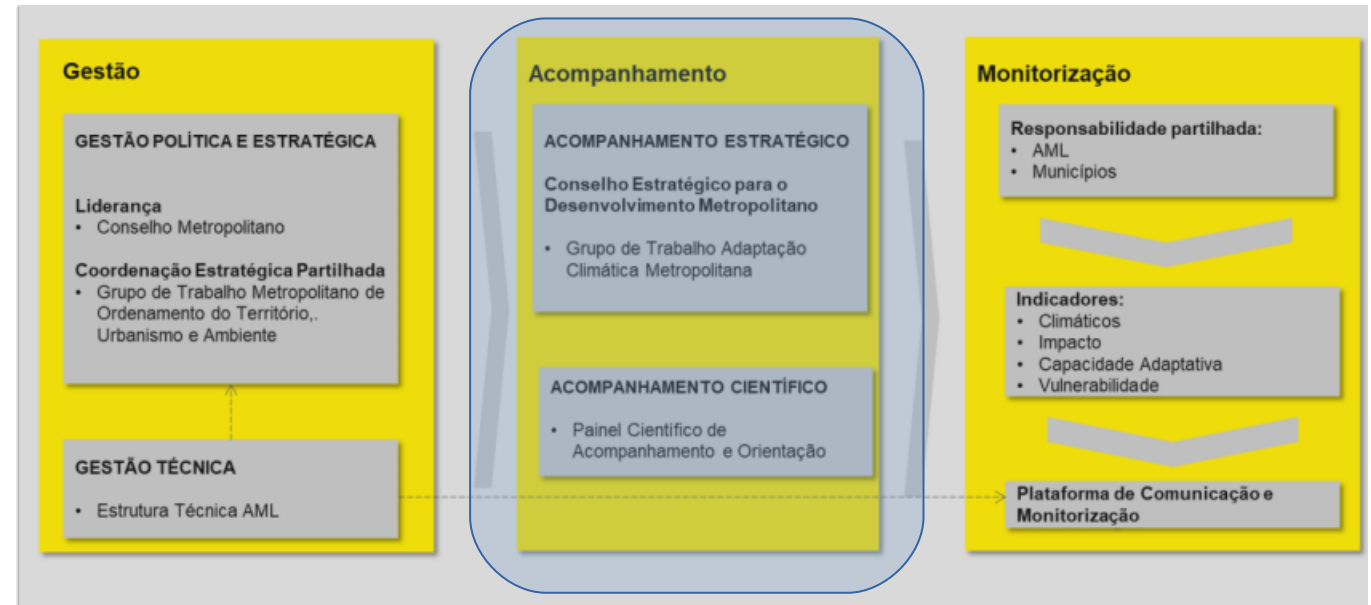 Gestão
GESTÃO POLÍTICA E ESTRATÉGICA
Liderança
• Conselho Metropolitano
Coordenação Estratégica Partilhada
• Grupo de Trabalho Metropolitano de
Ordenamento do Território,.
Urbanismo e Ambiente
GESTÃO TÉCNICA
• Estrutura Técnica AML
Acompanhamento
ACOMPANHAMENTO ESTRATÉGICO
Conselho Estratégico para o
Desenvolvimento Metropolitano
• Grupo de Trabalho Adaptação
Climática Metropolitana
ACOMPANHAMENTO CIENTÍFICO
• Painel Científico de
Acompanhamento e Orientação
Monitorização
Responsabilidade partilhada:
• AML
• Municípios
Indicadores:
• Climáticos
• Impacto
• Capacidade Adaptativa
• Vulnerabilidade
Plataforma de Comunicação e
Monitorização